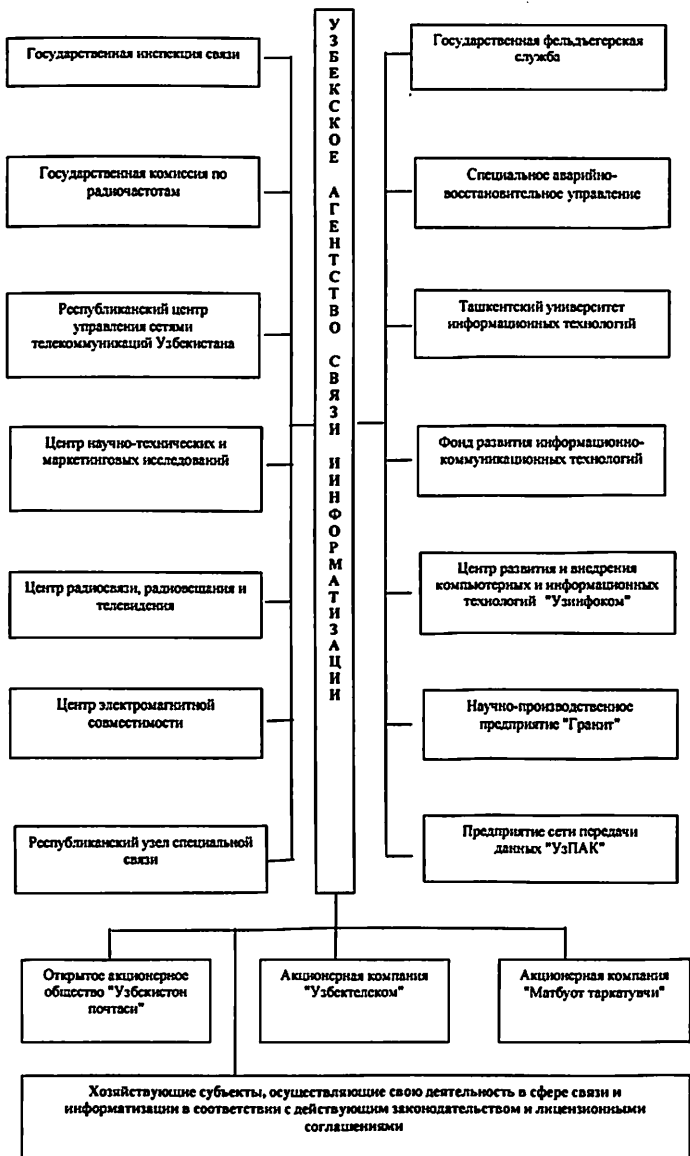 УЗБЕКСКОЕ АГЕНТСТВО СВЯЗИ ИИНФОРМАТИЗАЦИИ
Государственная инспекция связи
Государственная комиссия по
радиочастотам
Республиканский центр
управления сетями
телекоммуникаций Узбекистана
Центр научно-технических и
маркетинговых исследований
Центр радиосвязи, радиовещания и
телевидения
Центр электромагнитной
совместимости
Республиканский узел специальной
связи
Государственная фельдъегерская
служба
Специальное аварийно-
восстановительное управление
Ташкентский университет
информационных технологий
Фонд развития информационно-
коммуникационных технологий
Центр развития и внедрения
компьютерных и информационных
технологий "Узинфоком"
Научно-производственное
предприятие "Гранит"
Предприятие сети передачи
данных "УзПАК"
Открытое акционерное
общество "Узбекистон
почтаси"
Акционерная компания
"Узбектелеком"
Акционерная компания
"Матбуот таркатувчи"
Хозяйствующие субъекты, осуществляющие свою деятельность в сфере связи и
информатизации в соответствии с действующим законодательством и лицензионными
соглашениями